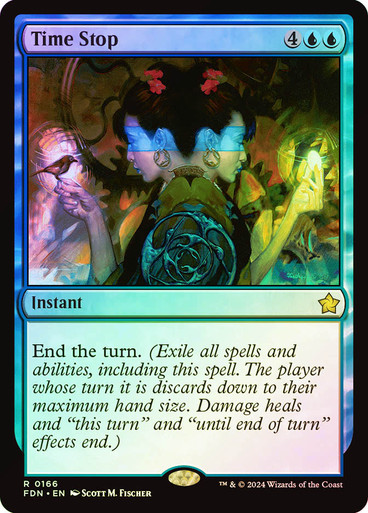 Time Stop 4
Instant
End the turn. (Exile all spells and
abilities, including this spell. The player
whose turn it is discards down to their
maximum hand size. Damage heals
and “this turn” and “until end of turn”
effects end.)
R 0166
FDN • EN Scott M. Fischer
™ & © 2024 Wizards of the Coast